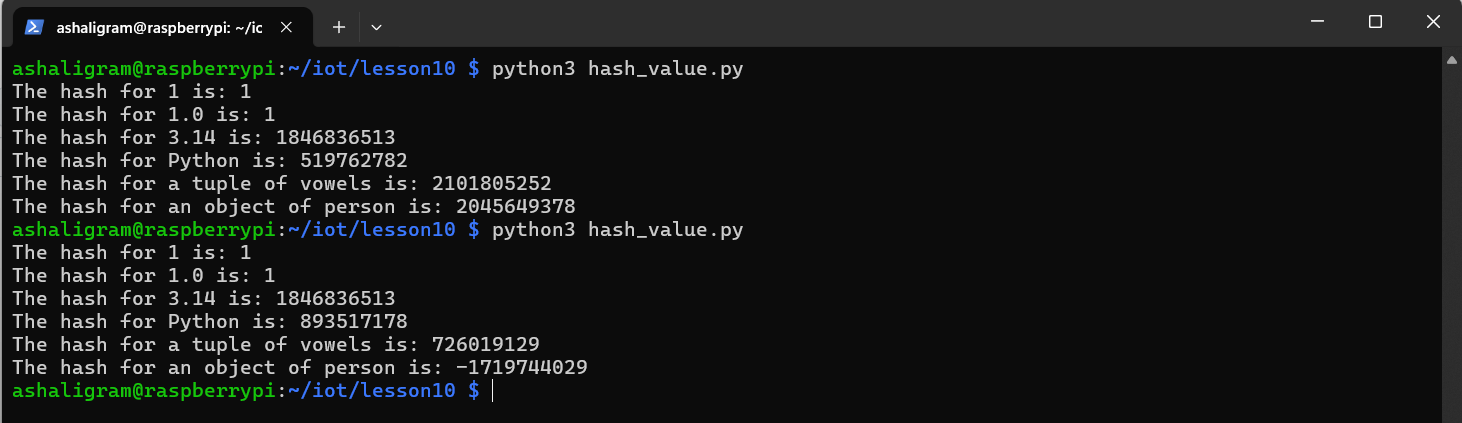 ashaligram@raspberrypi: ~/ic
ashaligram@raspberrypi:~/iot/lesson10 $ python3 hash_value.py
The hash for 1 is: 1
The hash for 1.0 is: 1
The hash for 3.14 is: 1846836513
The hash for Python is: 519762782
The hash for a tuple of vowels is: 2101805252
The hash for an object of person is: 2045649378
ashaligram@raspberrypi:~/iot/lesson10 $ python3 hash_value.py
The hash for 1 is: 1
The hash for 1.0 is: 1
The hash for 3.14 is: 1846836513
The hash for Python is: 893517178
The hash for a tuple of vowels is: 726019129
The hash for an object of person is: -1719744029
ashaligram@raspberrypi:~/iot/lesson10 $